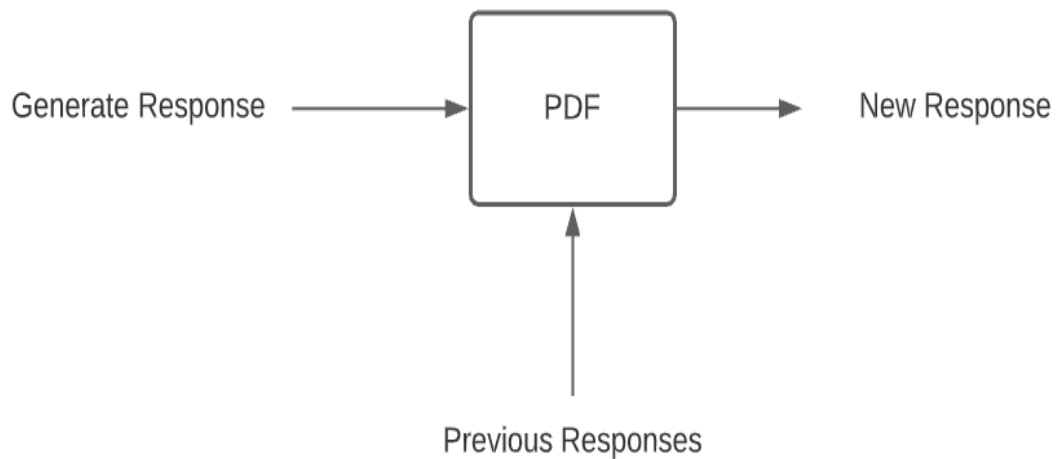 Generate Response
PDF
New Response
Previous Responses